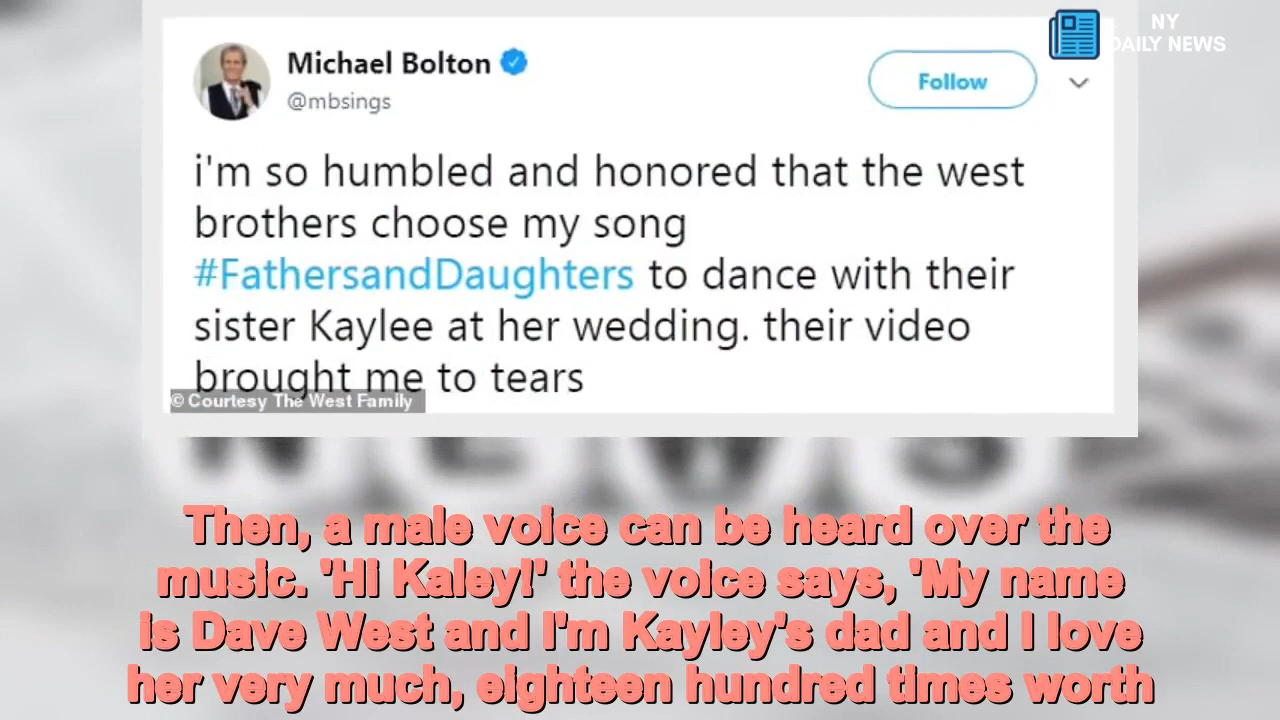 NY
DAILY NEWS
Michael Bolton
@mbsings
Follow
i'm so humbled and honored that the west
brothers choose my song
#FathersandDaughters to dance with their
sister Kaylee at her wedding. their video
brought me to tears
© Courtesy The West Family
NEWS
Then, a male voice can be heard over the
music. 'Hi Kaley!' the voice says, 'My name
is Dave West and I'm Kayley's dad and I love
her very much, eighteen hundred times worth